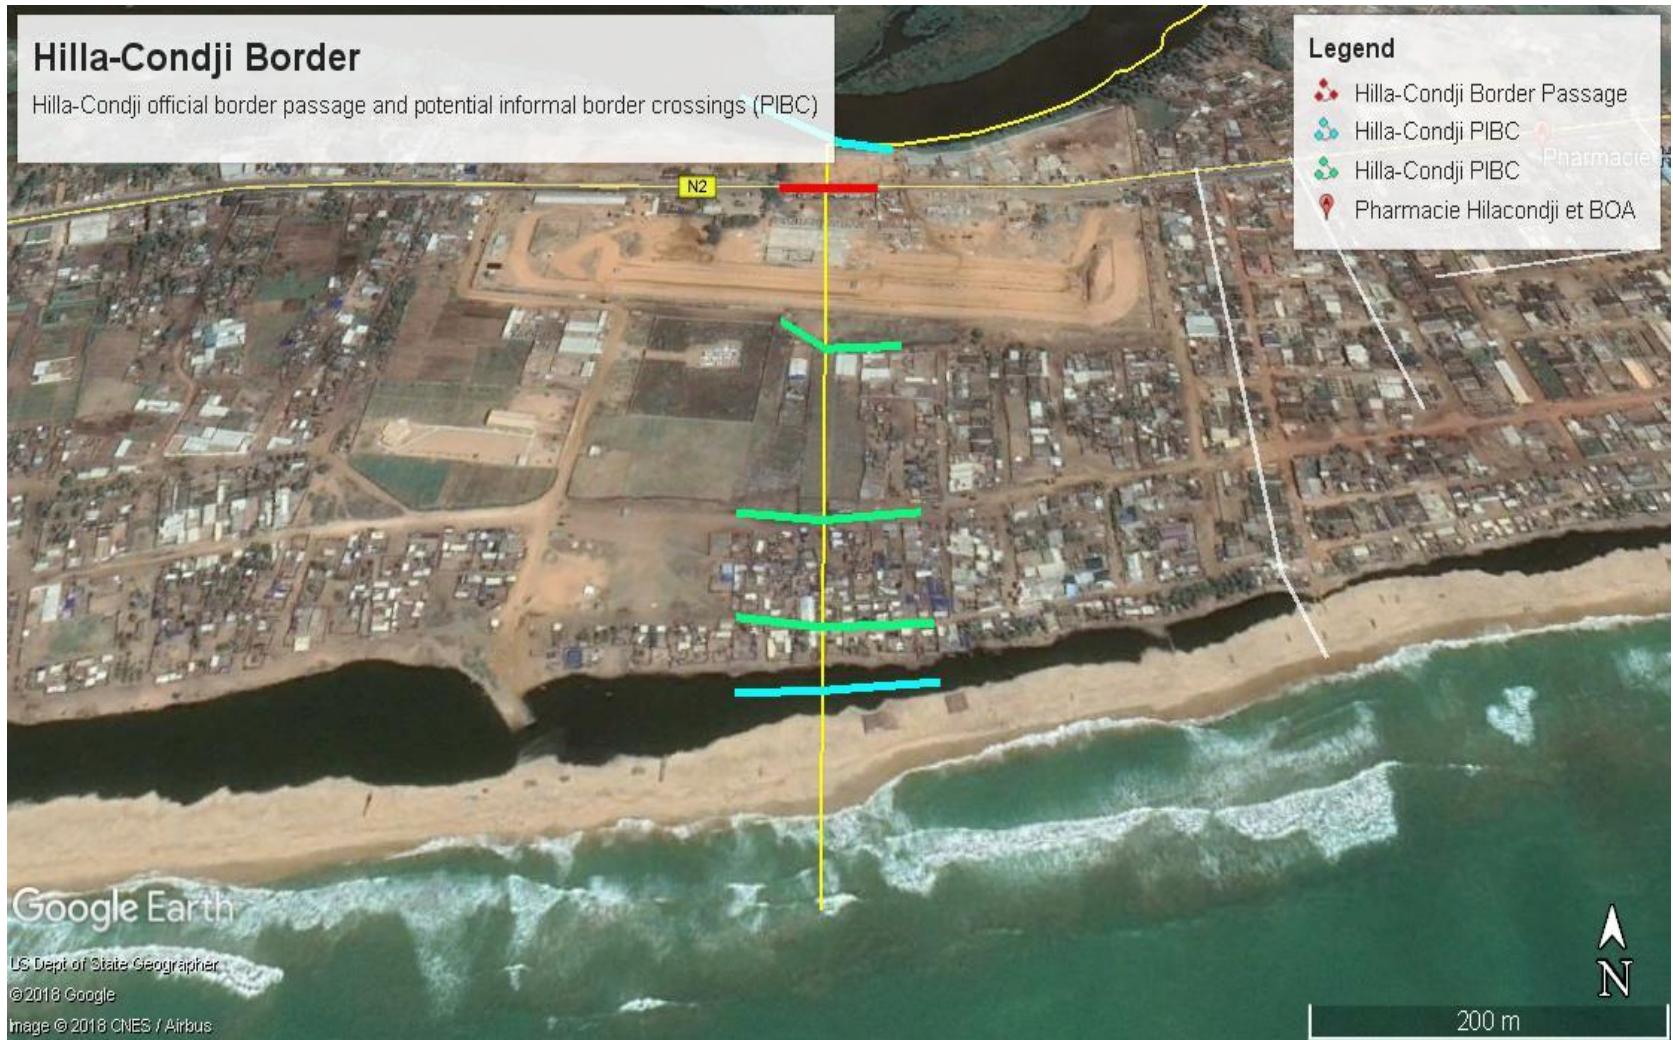 Hilla-Condji Border
Hilla-Condji official border passage and potential informal border crossings (PIBC)
Legend
Hilla-Condji Border Passage
Hilla-Condji PIBC
Hilla-Condji PIBC
Pharmacie Hilacondji et BOA
Pharmacie
N2
Google Earth
US Dept of State Geographer
©2018 Google
Image © 2018 CNES / Airbus
N
200 m